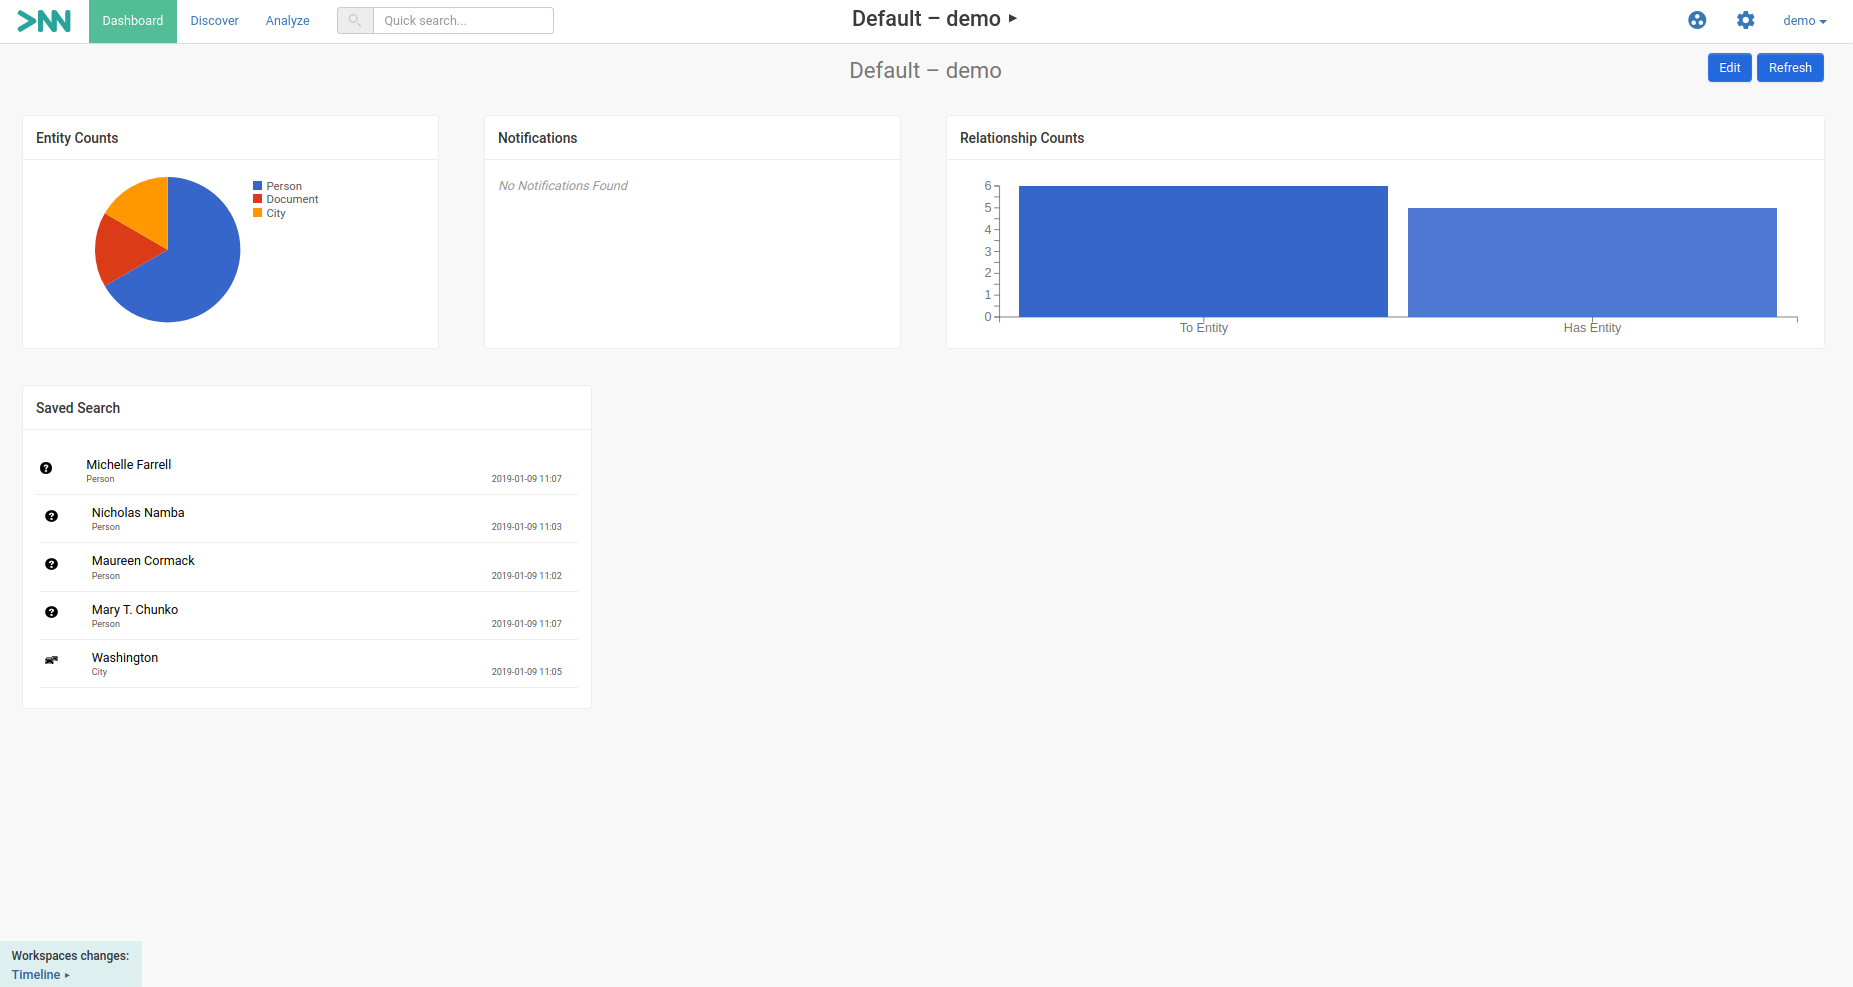 Dashboard Discover Analyze Quick search... Default – demo ▸ demo
Default – demo
Edit Refresh
Entity Counts
Person
Document
City
Notifications
No Notifications Found
Relationship Counts
6
5
4
3
2
1
0
To Entity Has Entity
Saved Search
Michelle Farrell
Person 2019-01-09 11:07
Nicholas Namba
Person 2019-01-09 11:03
Maureen Cormack
Person 2019-01-09 11:02
Mary T. Chunko
Person 2019-01-09 11:07
Washington
City 2019-01-09 11:05
Workspaces changes:
Timeline ▸